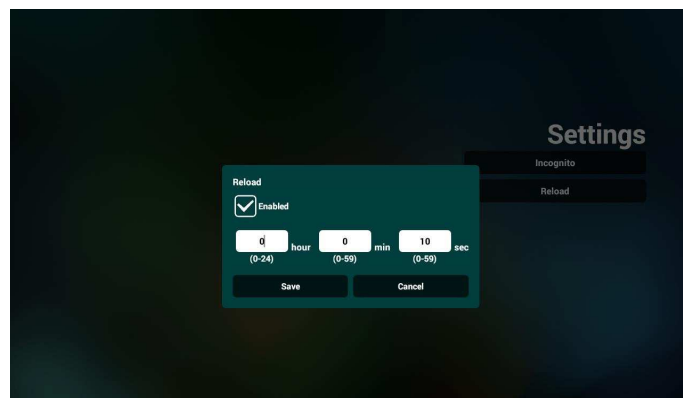 Settings
Incognito
Reload
Reload
Enabled
0 hour 0 min 10 sec
(0-24) (0-59) (0-59)
Save Cancel